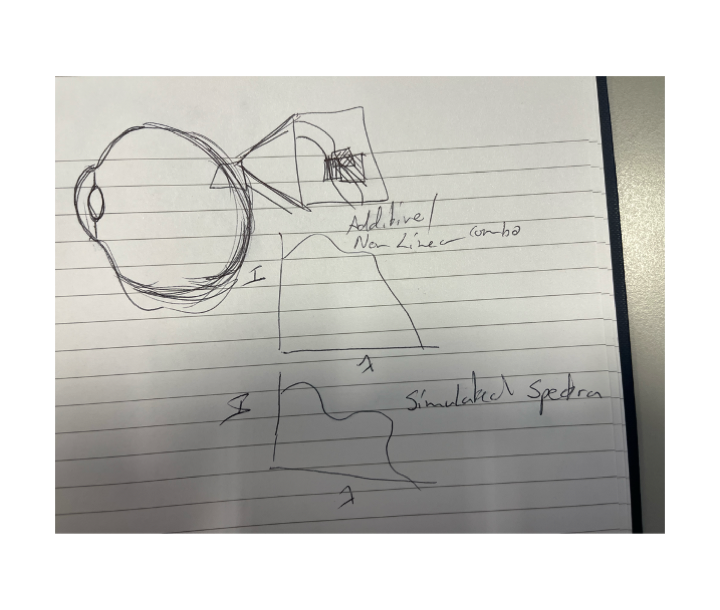 Additive/
Non Linear combo
I
λ
Simulated Spectra
I
λ